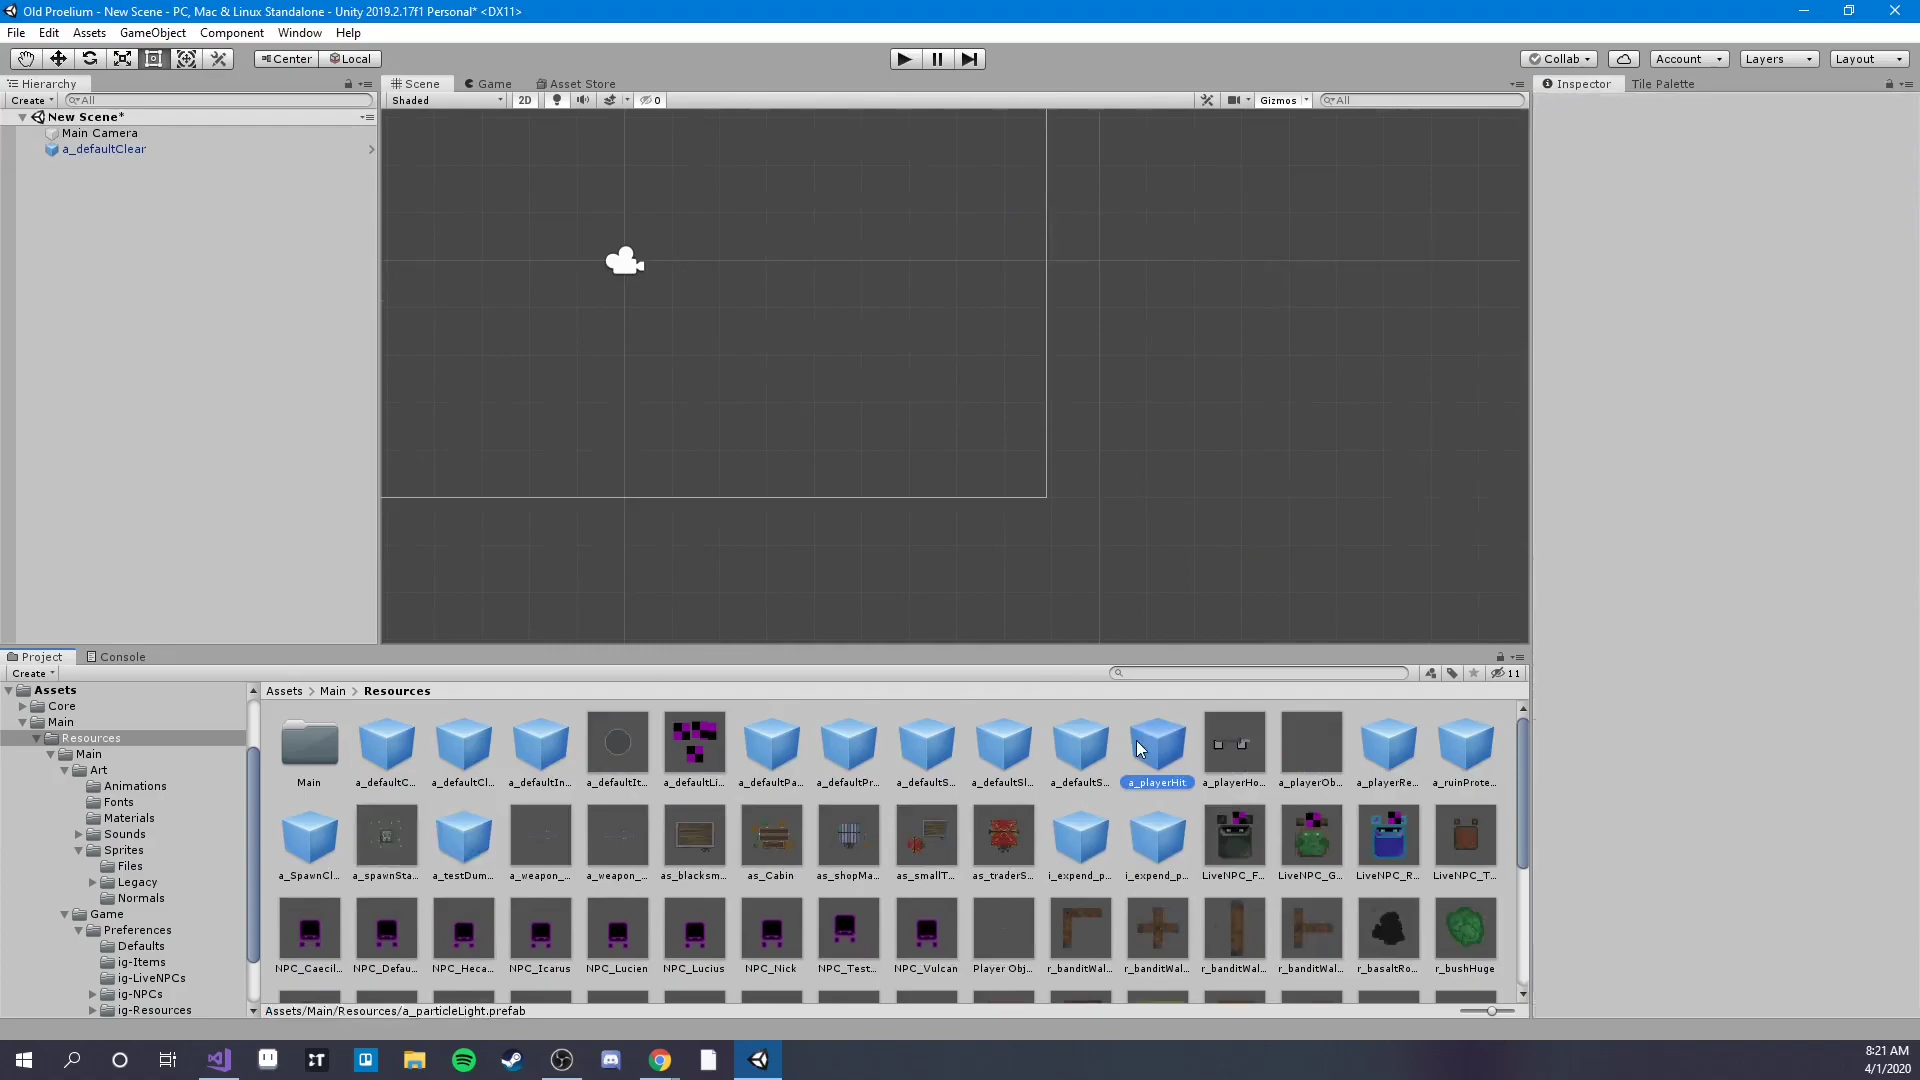 Old Proelium - New Scene - PC, Mac & Linux Standalone - Unity 2019.2.17f1 Personal* <DX11>
File Edit Assets GameObject Component Window Help
Center Local Collab Account Layers Layout
Hierarchy Scene Game Asset Store Inspector Tile Palette
Create All Shaded 2D 0 Gizmos All
New Scene*
Main Camera
a_defaultClear
Project Console
Create 11
Assets
Core
Main
Resources
Main
Art
Animations
Fonts
Materials
Sounds
Sprites
Files
Legacy
Normals
Game
Preferences
Defaults
ig-Items
ig-LiveNPCs
ig-NPCs
ig-Resources
Assets > Main > Resources
Main a_defaultC... a_defaultCl... a_defaultIn... a_defaultIt... a_defaultLi... a_defaultPa... a_defaultPr... a_defaultS... a_defaultSl... a_defaultS... a_playerHit a_playerHo... a_playerOb... a_playerRe... a_ruinProte...
a_SpawnCl... a_spawnSta... a_testDum... a_weapon_... a_weapon_... as_blacksm... as_Cabin as_shopMa... as_smallT... as_traderS... i_expend_p... i_expend_p... LiveNPC_F... LiveNPC_G... LiveNPC_R... LiveNPC_T...
NPC_Caecil... NPC_Defau... NPC_Heca... NPC_Icarus NPC_Lucien NPC_Lucius NPC_Nick NPC_Test... NPC_Vulcan Player Obj... r_banditWal... r_banditWal... r_banditWal... r_banditWal... r_basaltRo... r_bushHuge
Assets/Main/Resources/a_particleLight.prefab
8:21 AM
4/1/2020